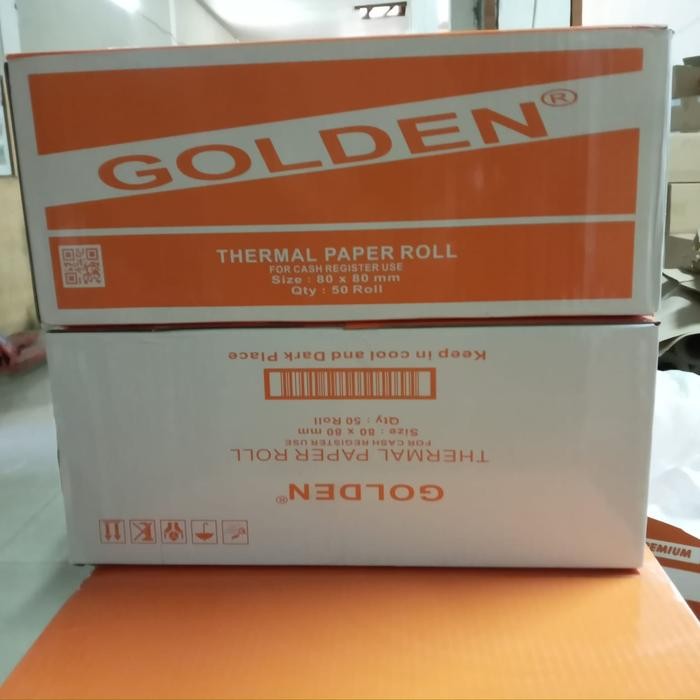 GOLDEN®
THERMAL PAPER ROLL
FOR CASH REGISTER USE
Size : 80 x 80 mm
Qty : 50 Roll
Keep in cool and Dark Place
Qty : 50 Roll
Size : 80 x 80 mm
FOR CASH REGISTER USE
THERMAL PAPER ROLL
GOLDEN®
EMIUM